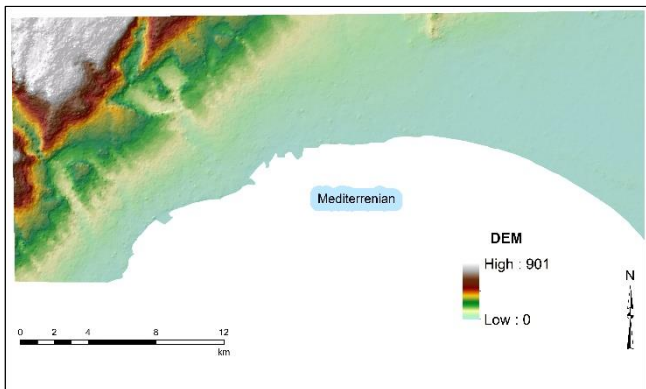 Mediterrenian
DEM
High : 901
Low : 0
N
0 2 4 8 12
km